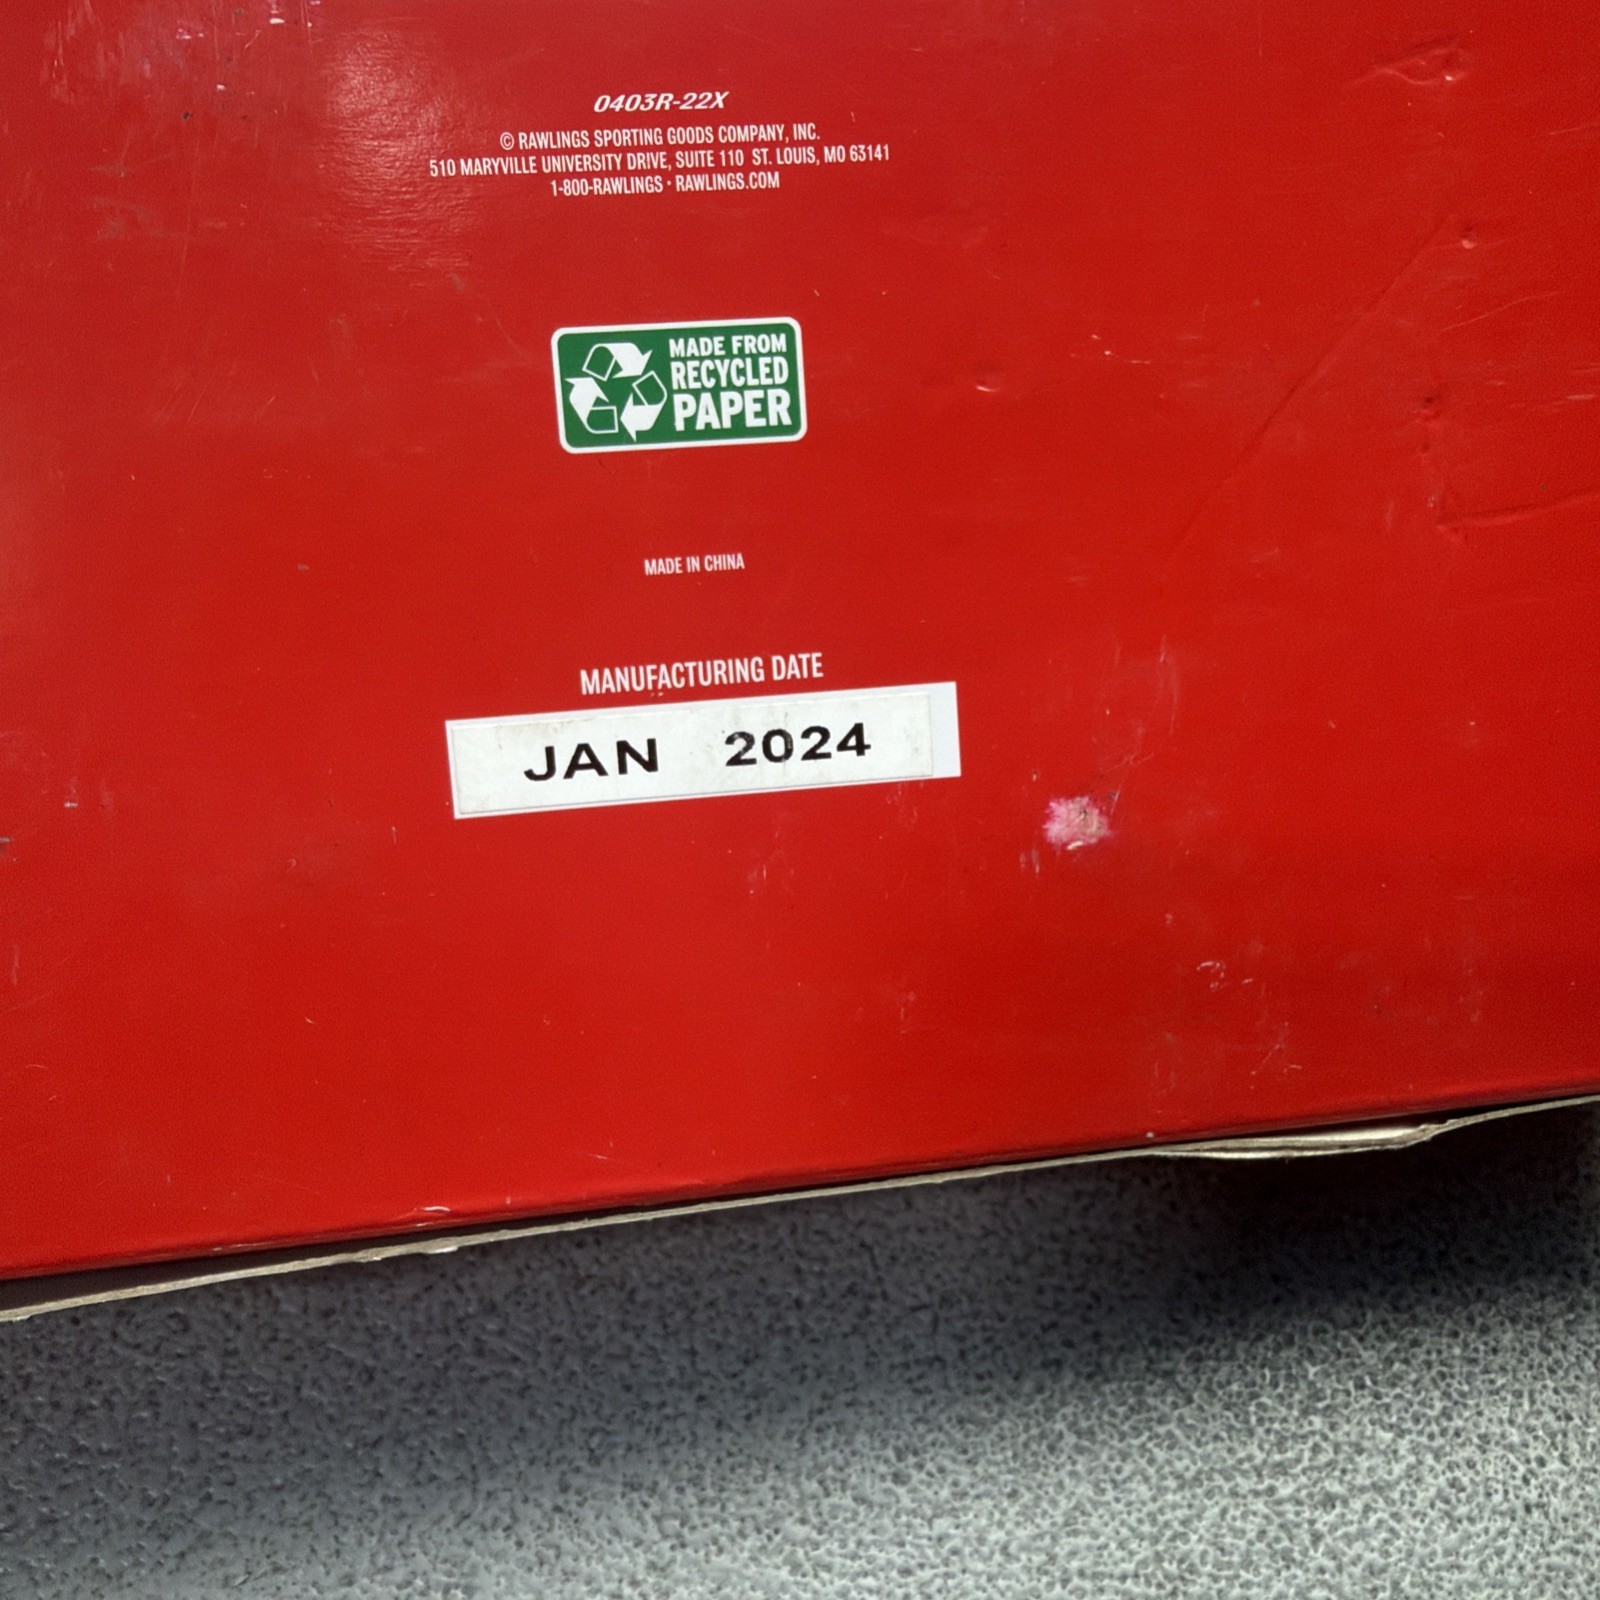 0403R-22X
© RAWLINGS SPORTING GOODS COMPANY, INC.
510 MARYVILLE UNIVERSITY DRIVE, SUITE 110 ST. LOUIS, MO 63141
1-800-RAWLINGS • RAWLINGS.COM
MADE FROM
RECYCLED
PAPER
MADE IN CHINA
MANUFACTURING DATE
JAN 2024